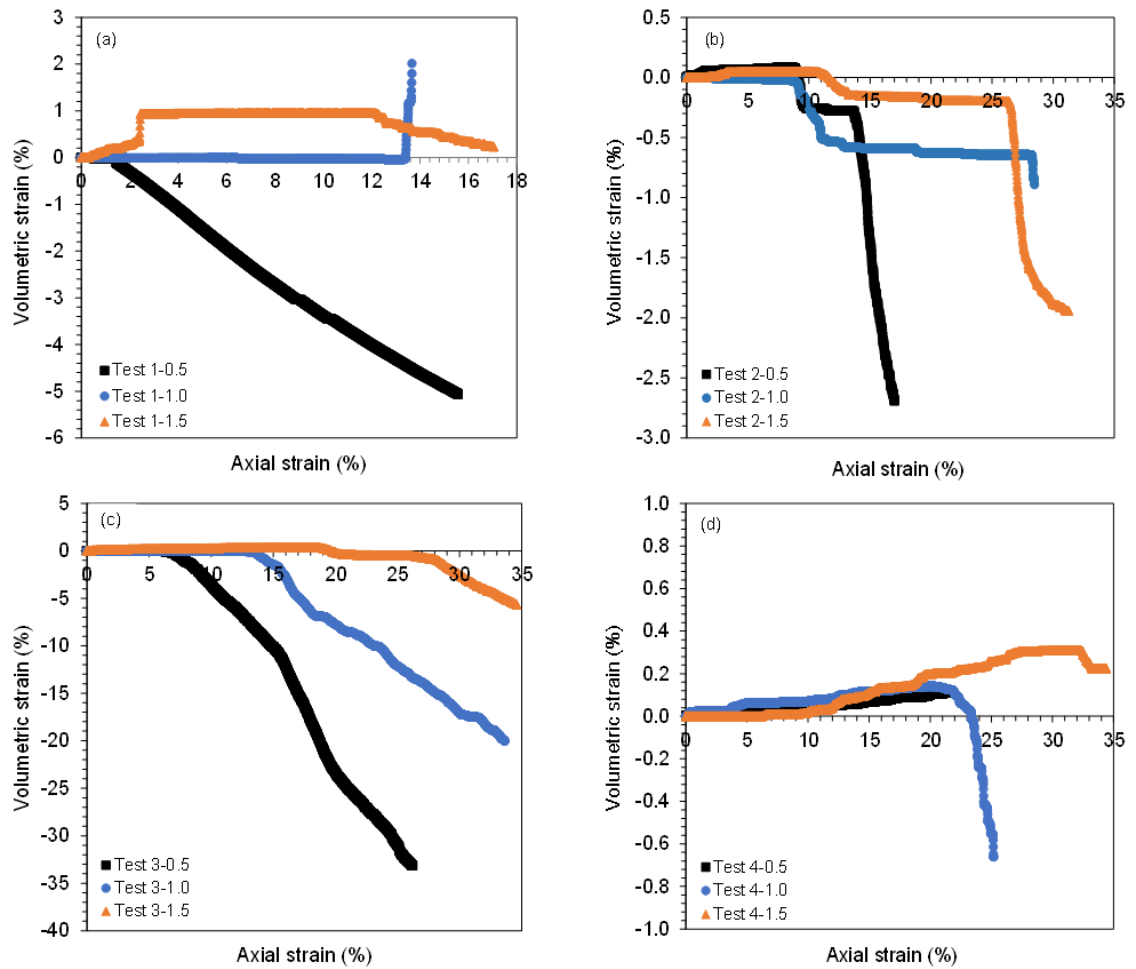 (a)
Volumetric strain (%)
3
2
1
0
-1
-2
-3
-4
-5
-6
0 2 4 6 8 10 12 14 16 18
Test 1-0.5
Test 1-1.0
Test 1-1.5
Axial strain (%)
(b)
Volumetric strain (%)
0.5
0.0
-0.5
-1.0
-1.5
-2.0
-2.5
-3.0
0 5 10 15 20 25 30 35
Test 2-0.5
Test 2-1.0
Test 2-1.5
Axial strain (%)
(c)
Volumetric strain (%)
5
0
-5
-10
-15
-20
-25
-30
-35
-40
0 5 10 15 20 25 30 35
Test 3-0.5
Test 3-1.0
Test 3-1.5
Axial strain (%)
(d)
Volumetric strain (%)
1.0
0.8
0.6
0.4
0.2
0.0
-0.2
-0.4
-0.6
-0.8
-1.0
0 5 10 15 20 25 30 35
Test 4-0.5
Test 4-1.0
Test 4-1.5
Axial strain (%)